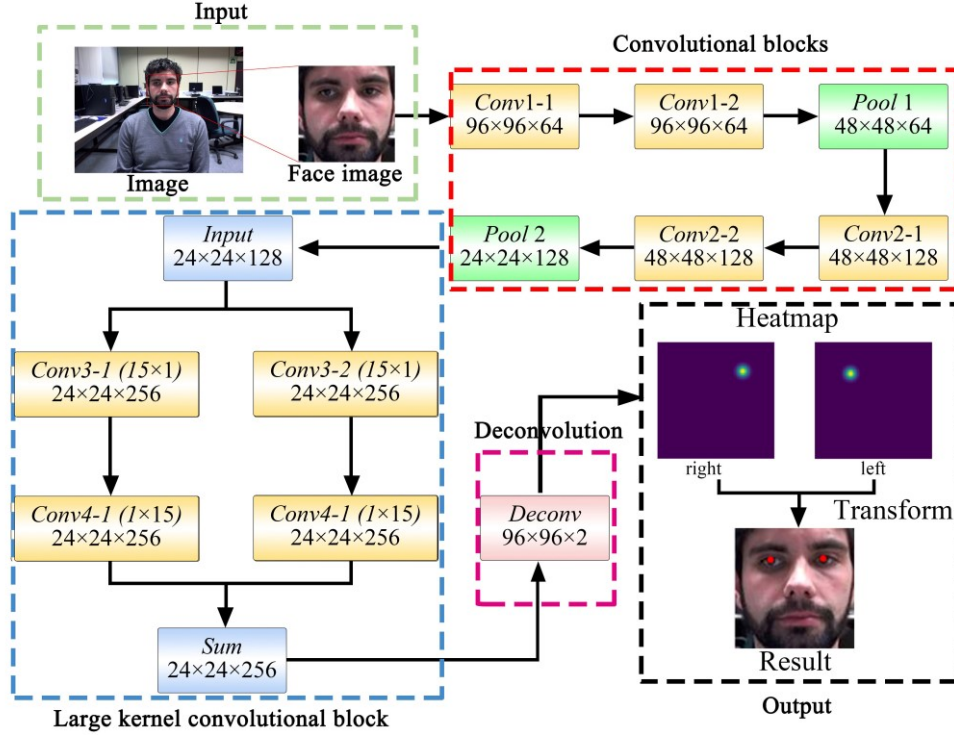 Input
Image
Face image
Convolutional blocks
Conv1-1
96×96×64
Conv1-2
96×96×64
Pool 1
48×48×64
Conv2-1
48×48×128
Conv2-2
48×48×128
Pool 2
24×24×128
Input
24×24×128
Conv3-1 (15×1)
24×24×256
Conv3-2 (15×1)
24×24×256
Conv4-1 (1×15)
24×24×256
Conv4-1 (1×15)
24×24×256
Sum
24×24×256
Large kernel convolutional block
Deconvolution
Deconv
96×96×2
Heatmap
right
left
Transform
Result
Output